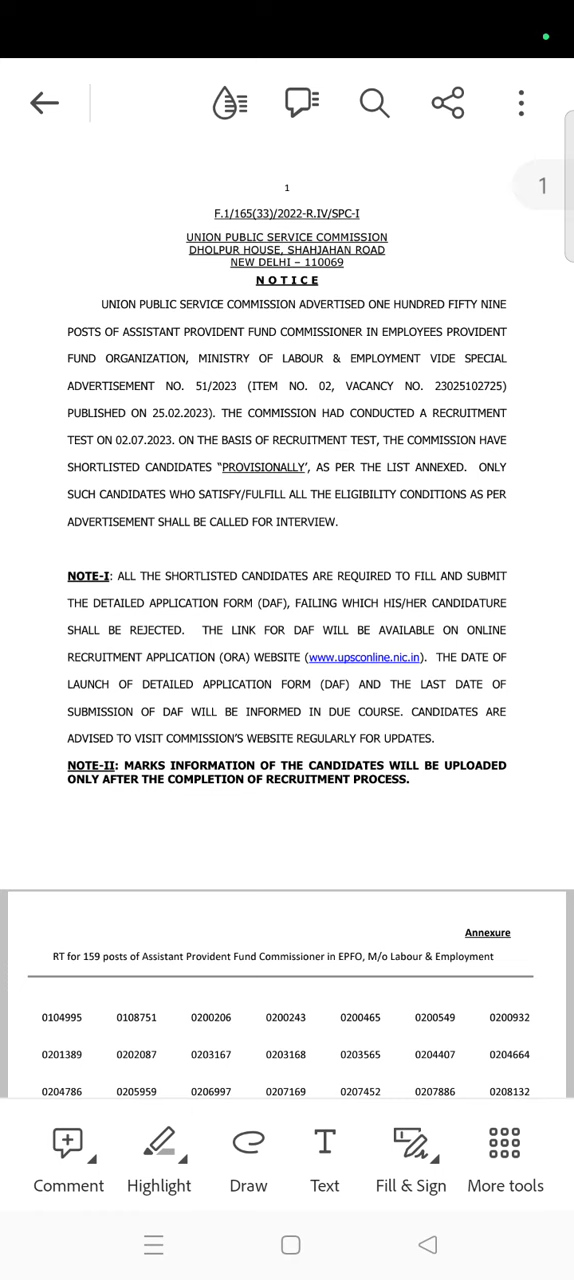 1
1
F.1/165(33)/2022-R.IV/SPC-I
UNION PUBLIC SERVICE COMMISSION
DHOLPUR HOUSE, SHAHJAHAN ROAD
NEW DELHI – 110069
N O T I C E
UNION PUBLIC SERVICE COMMISSION ADVERTISED ONE HUNDRED FIFTY NINE
POSTS OF ASSISTANT PROVIDENT FUND COMMISSIONER IN EMPLOYEES PROVIDENT
FUND ORGANIZATION, MINISTRY OF LABOUR & EMPLOYMENT VIDE SPECIAL
ADVERTISEMENT NO. 51/2023 (ITEM NO. 02, VACANCY NO. 23025102725)
PUBLISHED ON 25.02.2023). THE COMMISSION HAD CONDUCTED A RECRUITMENT
TEST ON 02.07.2023. ON THE BASIS OF RECRUITMENT TEST, THE COMMISSION HAVE
SHORTLISTED CANDIDATES “PROVISIONALLY’, AS PER THE LIST ANNEXED. ONLY
SUCH CANDIDATES WHO SATISFY/FULFILL ALL THE ELIGIBILITY CONDITIONS AS PER
ADVERTISEMENT SHALL BE CALLED FOR INTERVIEW.
NOTE-I: ALL THE SHORTLISTED CANDIDATES ARE REQUIRED TO FILL AND SUBMIT
THE DETAILED APPLICATION FORM (DAF), FAILING WHICH HIS/HER CANDIDATURE
SHALL BE REJECTED. THE LINK FOR DAF WILL BE AVAILABLE ON ONLINE
RECRUITMENT APPLICATION (ORA) WEBSITE (www.upsconline.nic.in). THE DATE OF
LAUNCH OF DETAILED APPLICATION FORM (DAF) AND THE LAST DATE OF
SUBMISSION OF DAF WILL BE INFORMED IN DUE COURSE. CANDIDATES ARE
ADVISED TO VISIT COMMISSION’S WEBSITE REGULARLY FOR UPDATES.
NOTE-II: MARKS INFORMATION OF THE CANDIDATES WILL BE UPLOADED
ONLY AFTER THE COMPLETION OF RECRUITMENT PROCESS.
Annexure
RT for 159 posts of Assistant Provident Fund Commissioner in EPFO, M/o Labour & Employment
0104995 0108751 0200206 0200243 0200465 0200549 0200932
0201389 0202087 0203167 0203168 0203565 0204407 0204664
0204786 0205959 0206997 0207169 0207452 0207886 0208132
Comment Highlight Draw Text Fill & Sign More tools